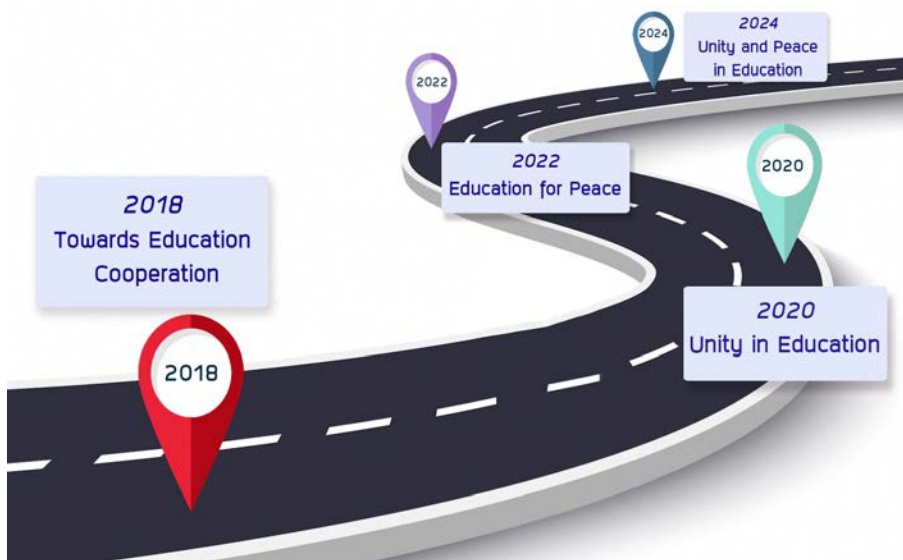 2024
2024
Unity and Peace
in Education
2022
2022
Education for Peace
2020
2020
Unity in Education
2018
Towards Education
Cooperation
2018